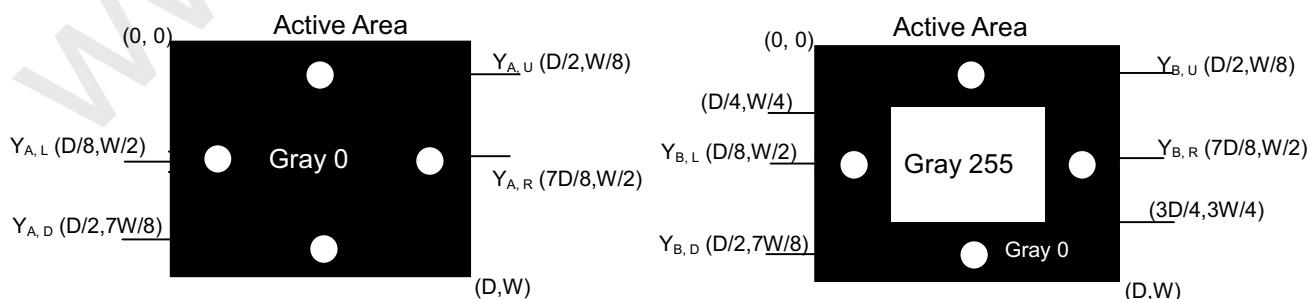 Active Area
(0, 0)
Y_A, U (D/2,W/8)
Y_A, L (D/8,W/2)
Gray 0
Y_A, R (7D/8,W/2)
Y_A, D (D/2,7W/8)
(D,W)
Active Area
(0, 0)
Y_B, U (D/2,W/8)
(D/4,W/4)
Y_B, L (D/8,W/2)
Gray 255
Y_B, R (7D/8,W/2)
(3D/4,3W/4)
Y_B, D (D/2,7W/8)
Gray 0
(D,W)